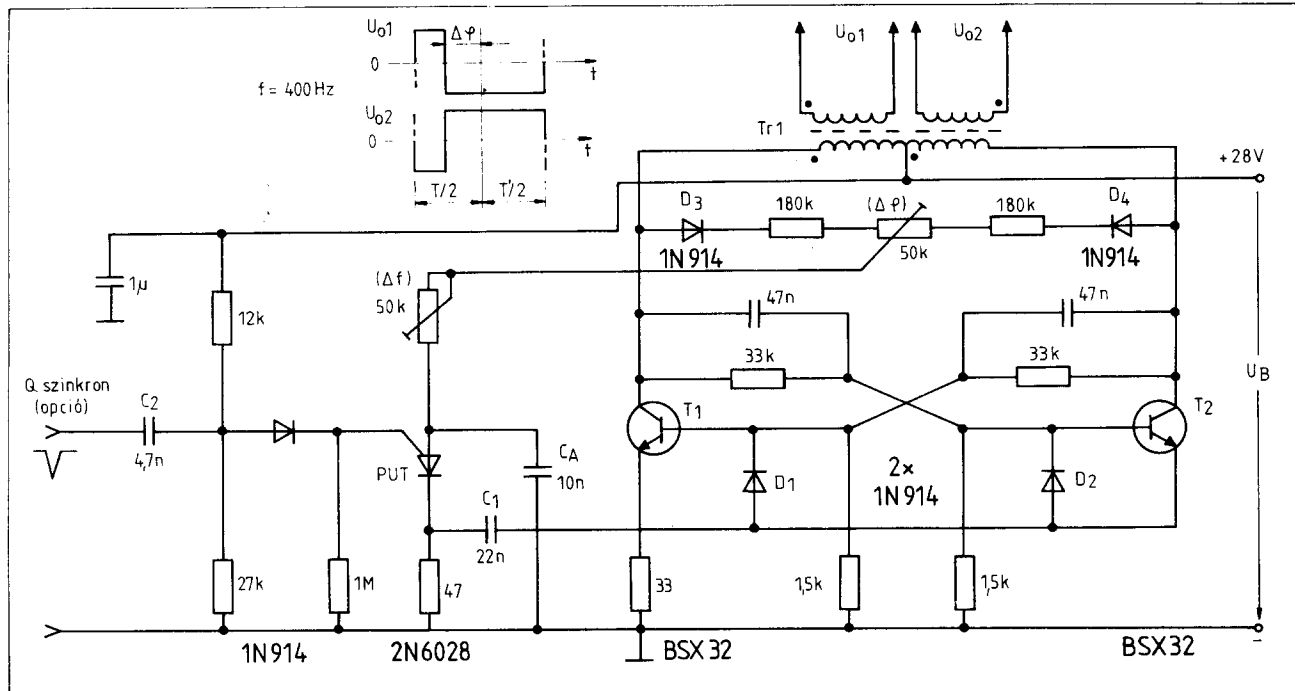 U₀1
Δφ
0
t
f = 400Hz
U₀2
0
t
T/2
T'/2
U₀1
U₀2
Tr1
+28V
D3
180k
(Δφ)
180k
D4
1N914
50k
1N914
1µ
(Δf)
50k
12k
47n
47n
33k
33k
Q szinkron
(opció)
C2
4,7n
T1
T2
UB
PUT
CA
10n
D1
2×
1N914
D2
C1
22n
27k
1M
47
33
1,5k
1,5k
–
1N914
2N6028
BSX32
BSX32